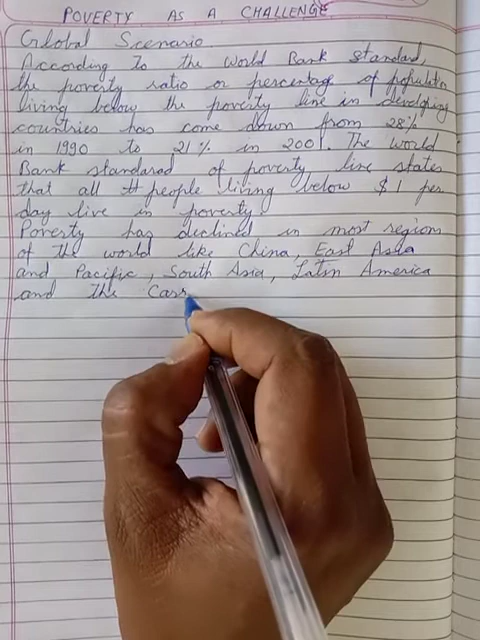 POVERTY AS A CHALLENGE
Global Scenario
According To the World Bank standard,
the poverty ratio or percentage of population
living below the poverty line in developing
countries has come down from 28%
in 1990 to 21% in 2001. The world
Bank standarad of poverty line states
that all people living below $1 per
day live in poverty.
Poverty has declined in most regions
of the world like China, East Asia
and Pacific, South Asia, Latin America
and the Carr